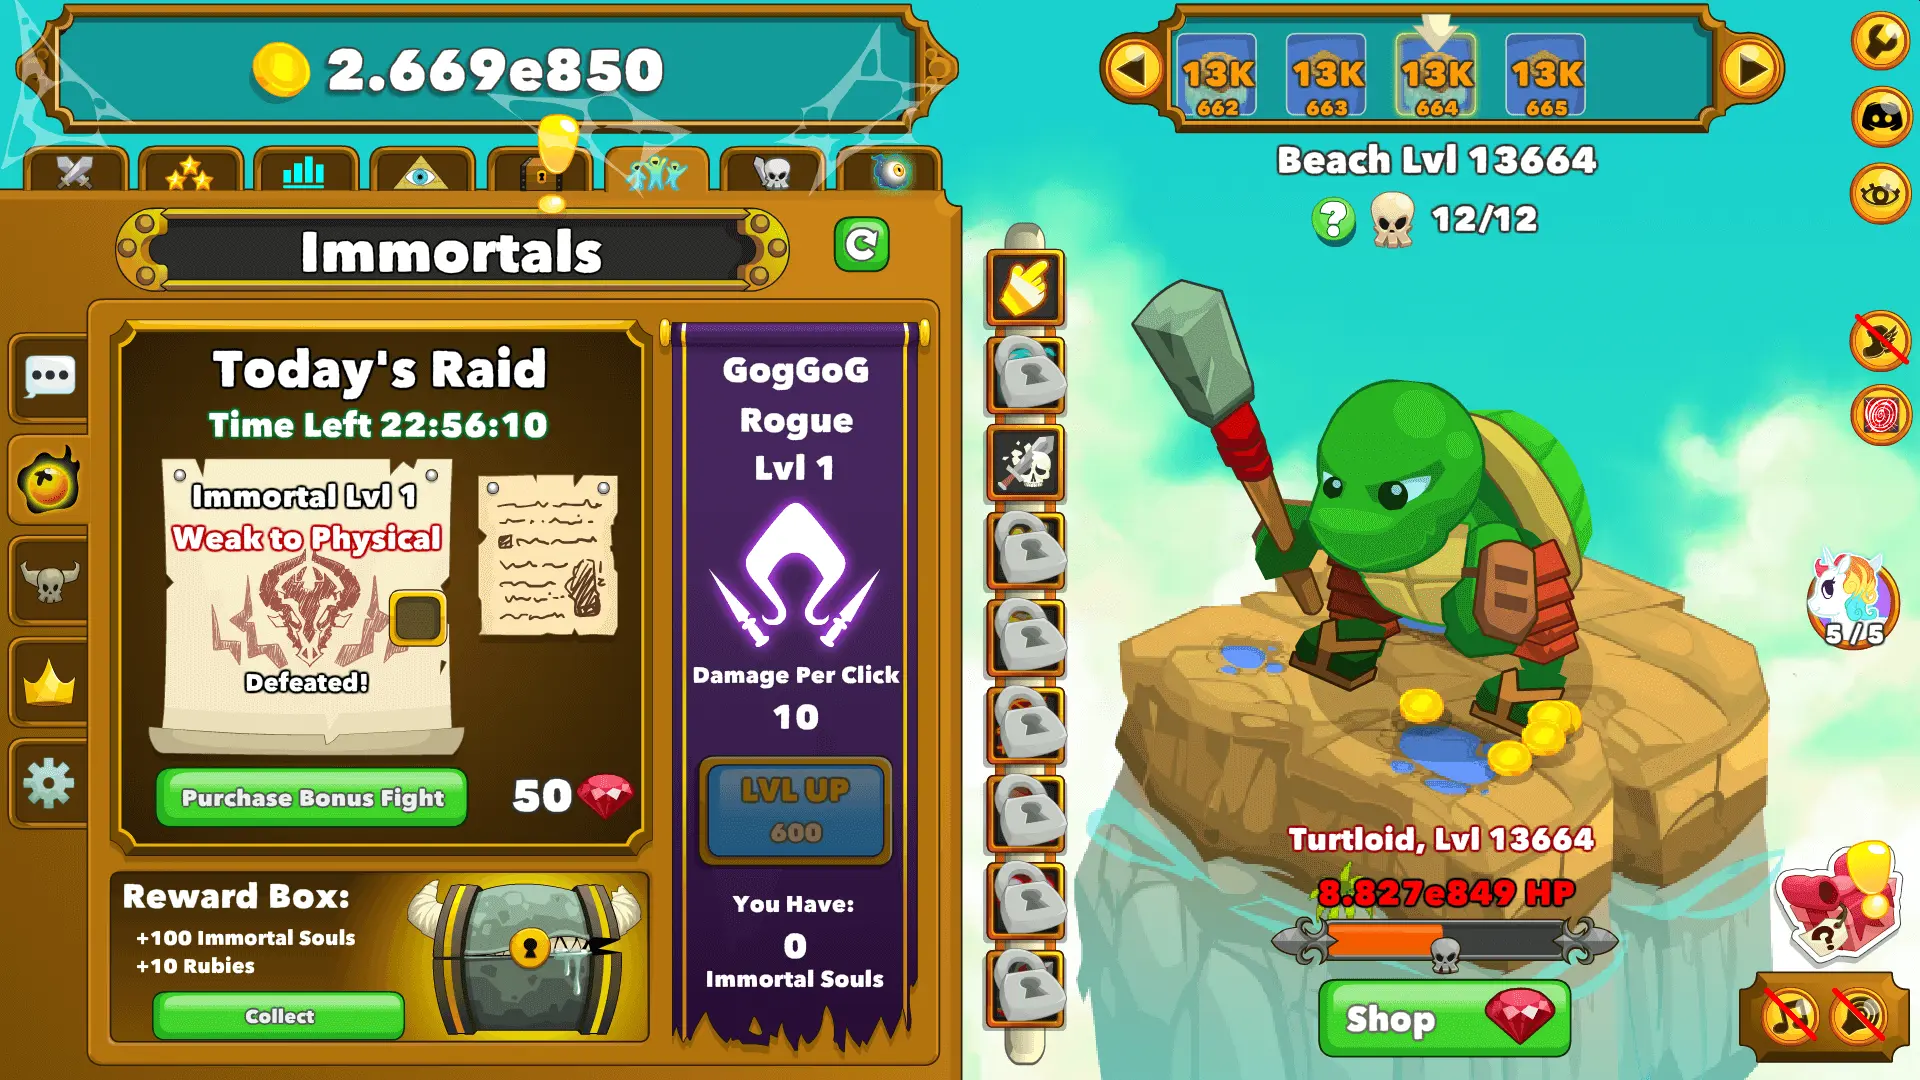 2.669e850
Immortals
Today's Raid
Time Left 22:56:10
Immortal Lvl 1
Weak to Physical
Defeated!
Purchase Bonus Fight
50
Reward Box:
+100 Immortal Souls
+10 Rubies
Collect
GogGoG
Rogue
Lvl 1
Damage Per Click
10
LVL UP
600
You Have:
0
Immortal Souls
13K
662
13K
663
13K
664
13K
665
Beach Lvl 13664
?
12/12
5/5
Turtloid, Lvl 13664
8.827e849 HP
Shop
?